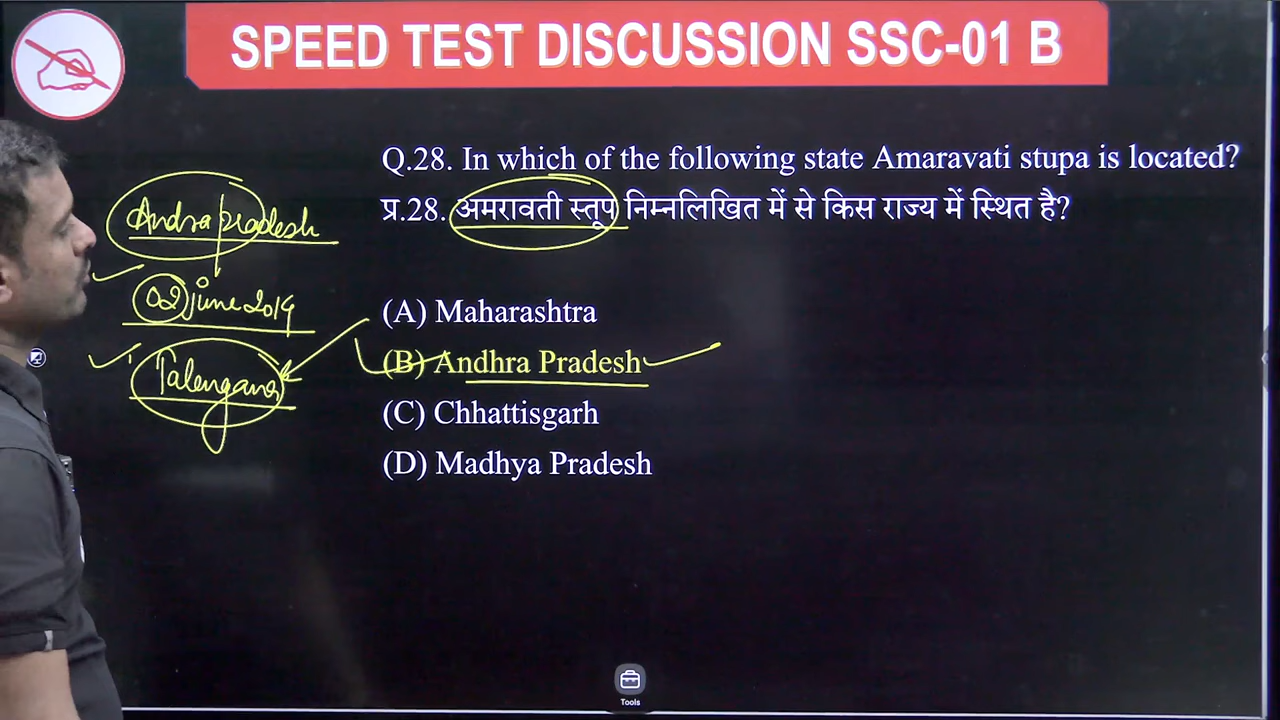 SPEED TEST DISCUSSION SSC-01 B
Q.28. In which of the following state Amaravati stupa is located?
प्र.28. अमरावती स्तूप निम्नलिखित में से किस राज्य में स्थित है?
Andra pradesh
02 june 2014
Talengana
(A) Maharashtra
(B) Andhra Pradesh
(C) Chhattisgarh
(D) Madhya Pradesh
Tools